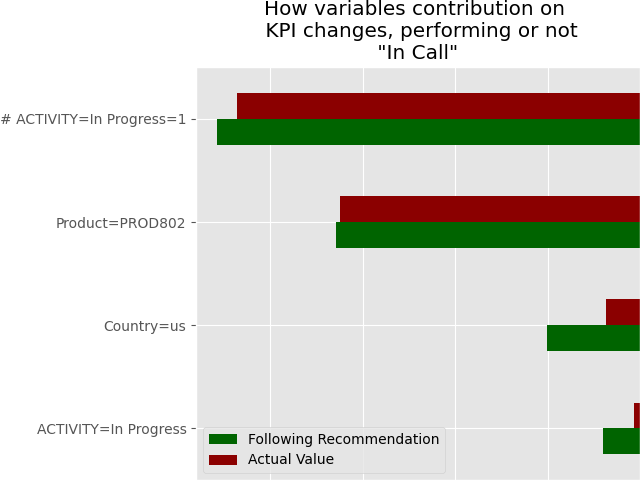 How variables contribution on
KPI changes, performing or not
"In Call"
# ACTIVITY=In Progress=1
Product=PROD802
Country=us
ACTIVITY=In Progress
Following Recommendation
Actual Value